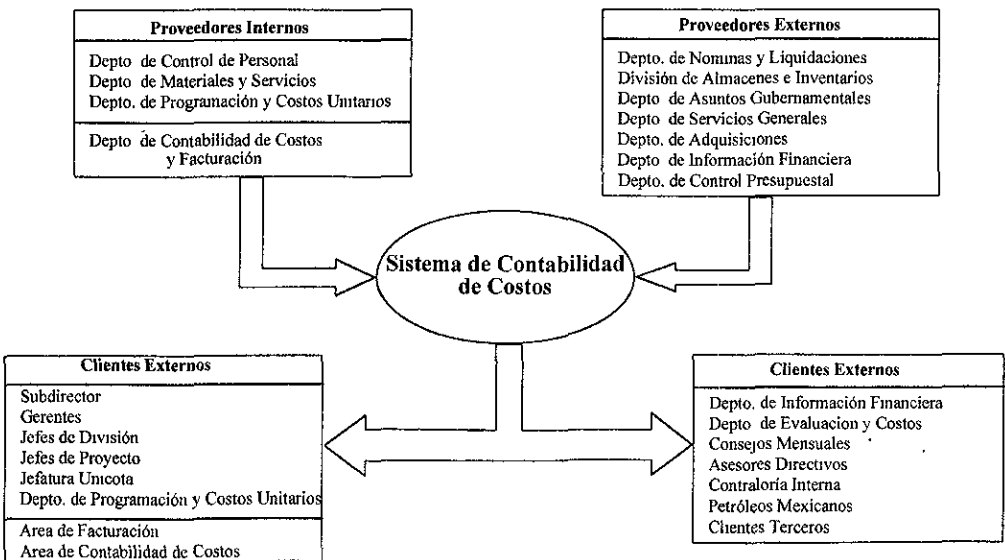 Proveedores Internos
Depto de Control de Personal
Depto de Materiales y Servicios
Depto. de Programación y Costos Unitarios
Depto de Contabilidad de Costos
y Facturación
Proveedores Externos
Depto. de Nominas y Liquidaciones
División de Almacenes e Inventarios
Depto de Asuntos Gubernamentales
Depto de Servicios Generales
Depto. de Adquisiciones
Depto de Información Financiera
Depto. de Control Presupuestal
Sistema de Contabilidad
de Costos
Clientes Externos
Subdirector
Gerentes
Jefes de División
Jefes de Proyecto
Jefatura Unicota
Depto. de Programación y Costos Unitarios
Area de Facturación
Area de Contabilidad de Costos
Clientes Externos
Depto. de Información Financiera
Depto de Evaluacion y Costos
Consejos Mensuales
Asesores Directivos
Contraloría Interna
Petróleos Mexicanos
Clientes Terceros